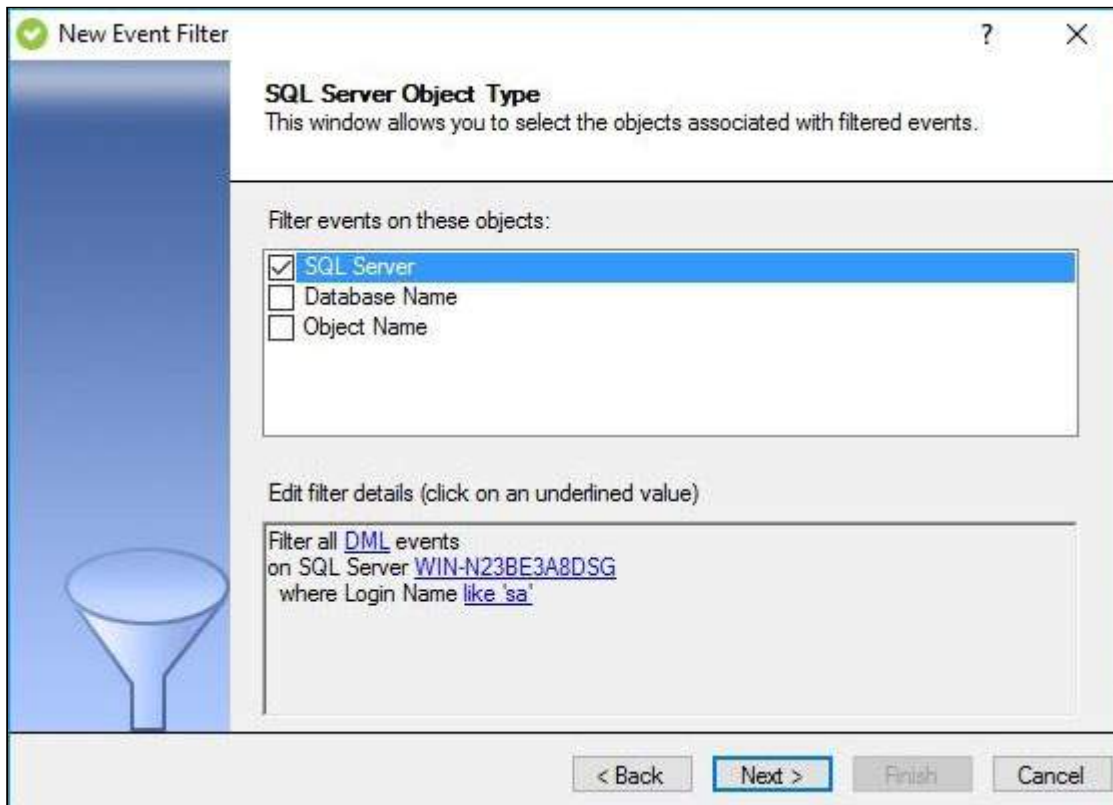 New Event Filter
?
SQL Server Object Type
This window allows you to select the objects associated with filtered events.
Filter events on these objects:
SQL Server
Database Name
Object Name
Edit filter details (click on an underlined value)
Filter all DML events
on SQL Server WIN-N23BE3A8DSG
where Login Name like 'sa'
< Back
Next >
Finish
Cancel